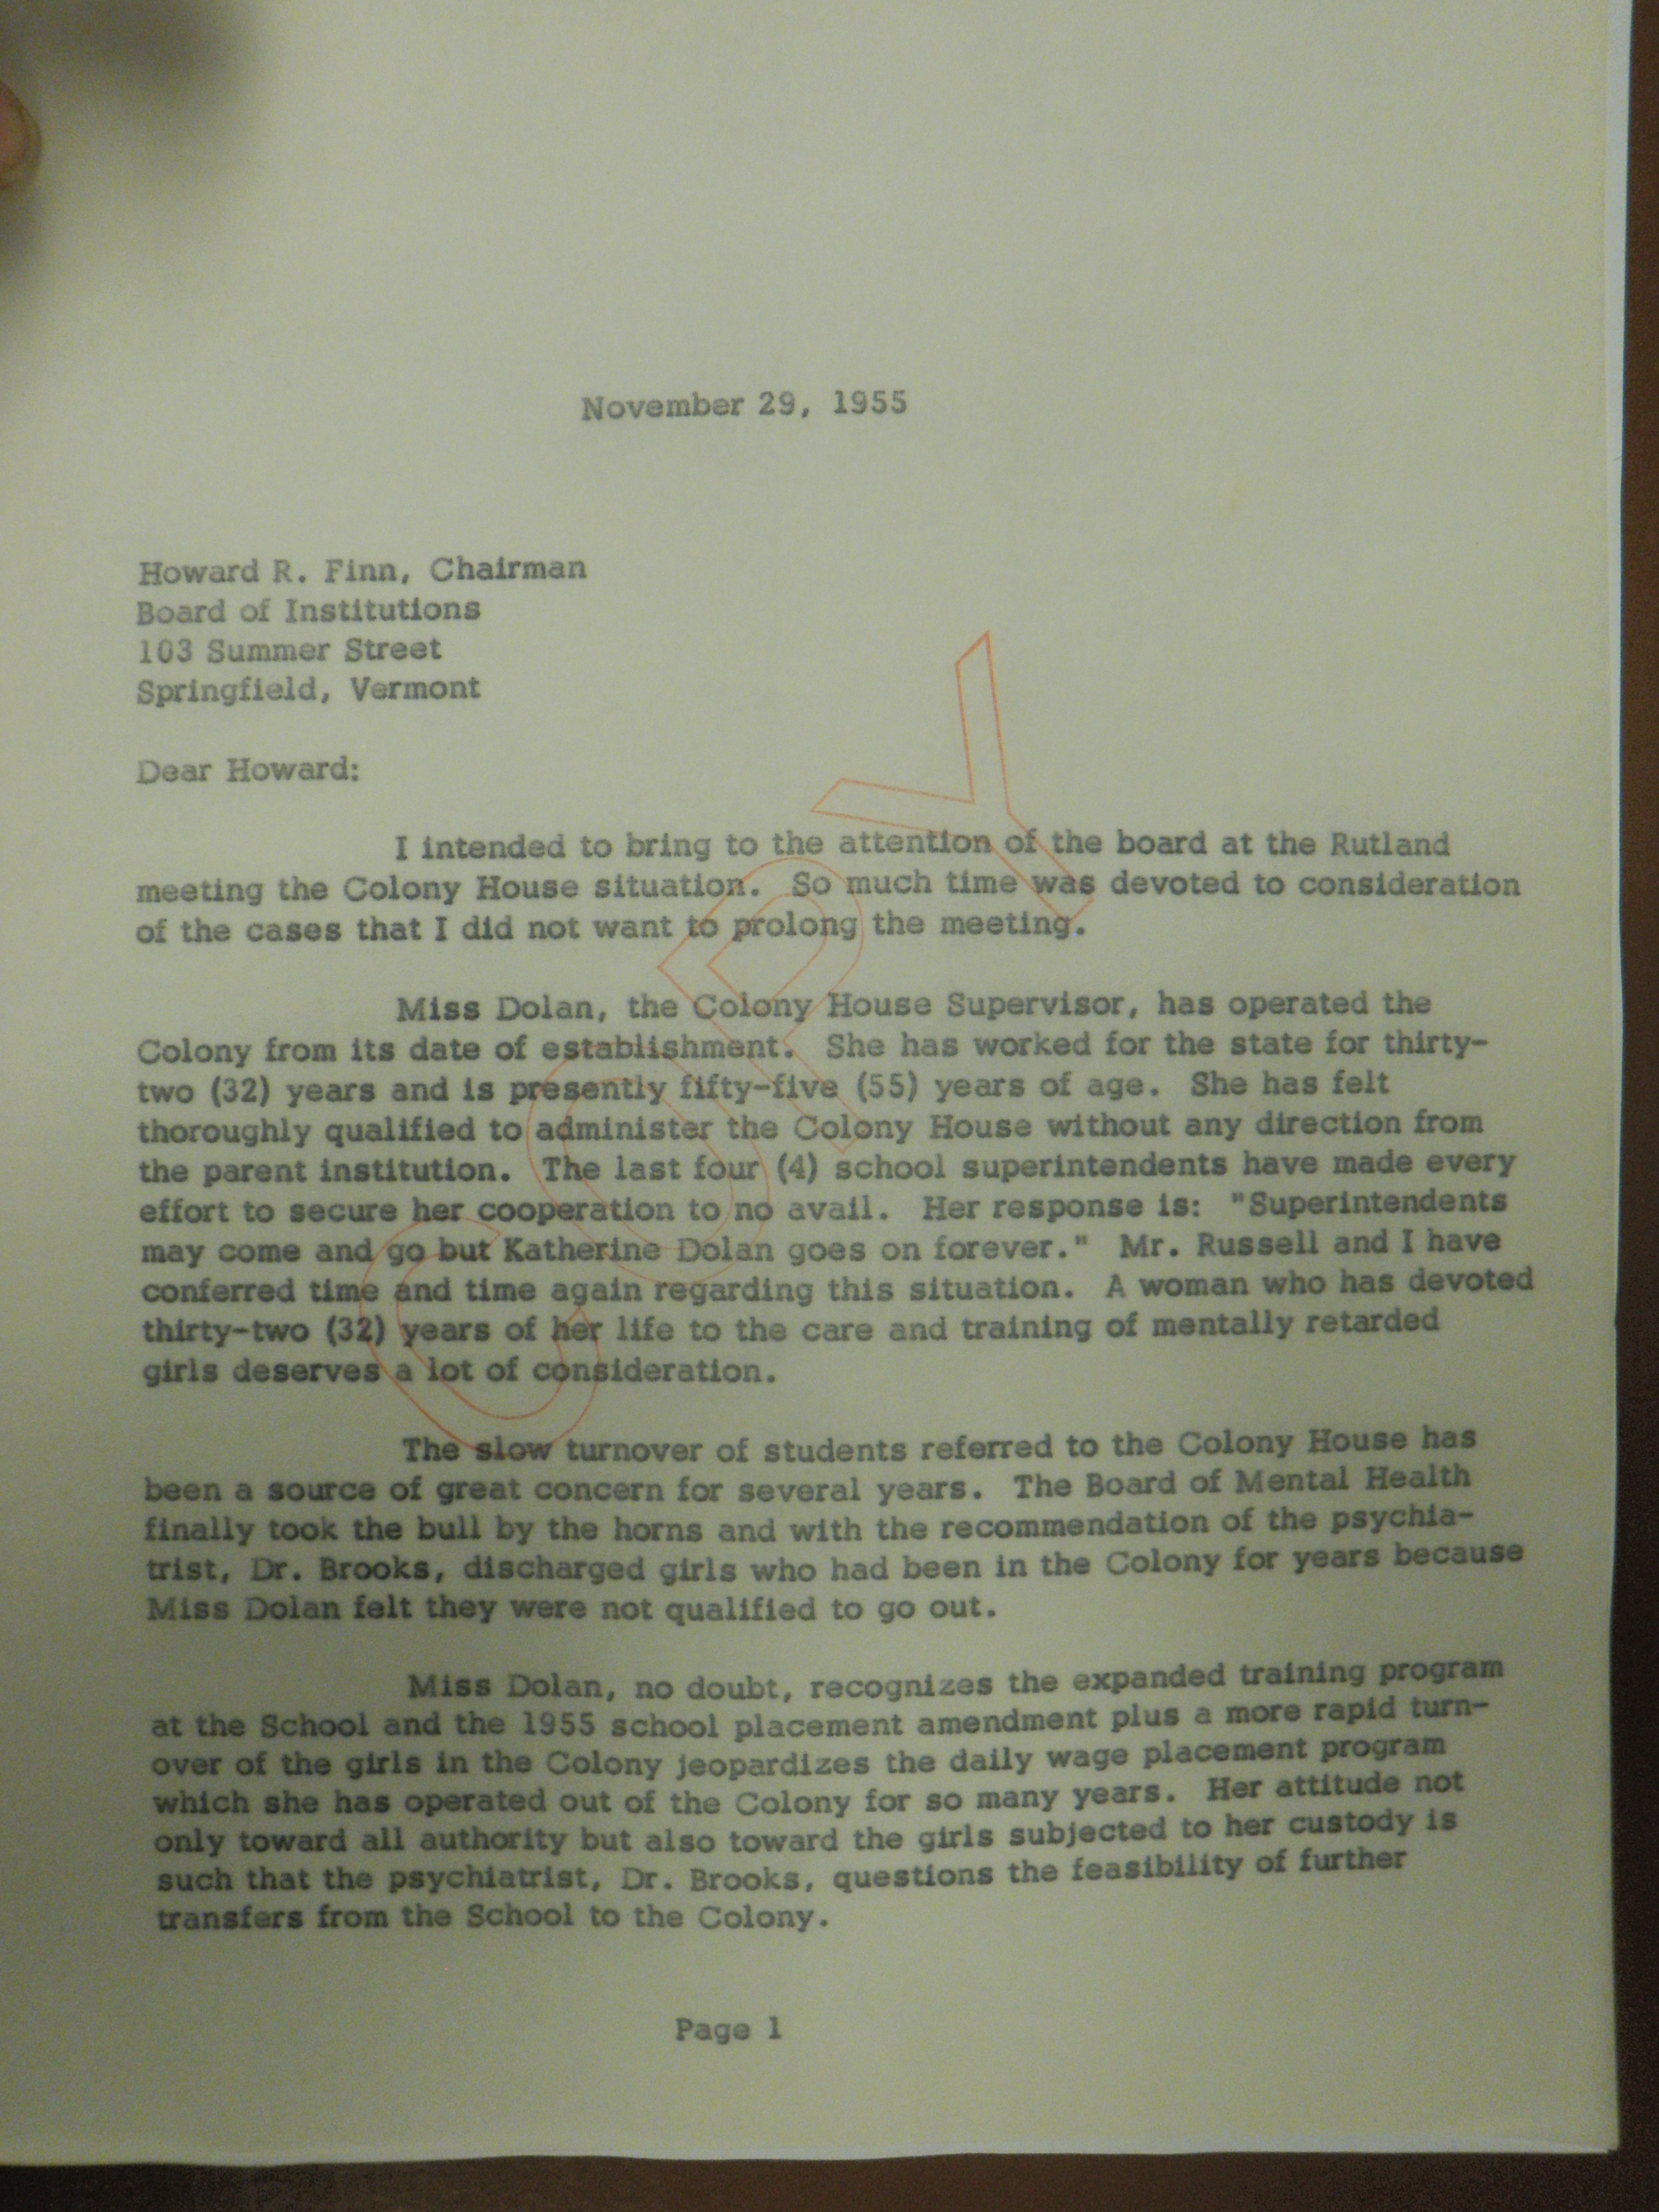 November 29, 1955
Howard R. Finn, Chairman
Board of Institutions
103 Summer Street
Springfield, Vermont
Dear Howard:
I intended to bring to the attention of the board at the Rutland
meeting the Colony House situation. So much time was devoted to consideration
of the cases that I did not want to prolong the meeting.
Miss Dolan, the Colony House Supervisor, has operated the
Colony from its date of establishment. She has worked for the state for thirty-
two (32) years and is presently fifty-five (55) years of age. She has felt
thoroughly qualified to administer the Colony House without any direction from
the parent institution. The last four (4) school superintendents have made every
effort to secure her cooperation to no avail. Her response is: "Superintendents
may come and go but Katherine Dolan goes on forever." Mr. Russell and I have
conferred time and time again regarding this situation. A woman who has devoted
thirty-two (32) years of her life to the care and training of mentally retarded
girls deserves a lot of consideration.
The slow turnover of students referred to the Colony House has
been a source of great concern for several years. The Board of Mental Health
finally took the bull by the horns and with the recommendation of the psychia-
trist, Dr. Brooks, discharged girls who had been in the Colony for years because
Miss Dolan felt they were not qualified to go out.
Miss Dolan, no doubt, recognizes the expanded training program
at the School and the 1955 school placement amendment plus a more rapid turn-
over of the girls in the Colony jeopardizes the daily wage placement program
which she has operated out of the Colony for so many years. Her attitude not
only toward all authority but also toward the girls subjected to her custody is
such that the psychiatrist, Dr. Brooks, questions the feasibility of further
transfers from the School to the Colony.
Page 1
COPY